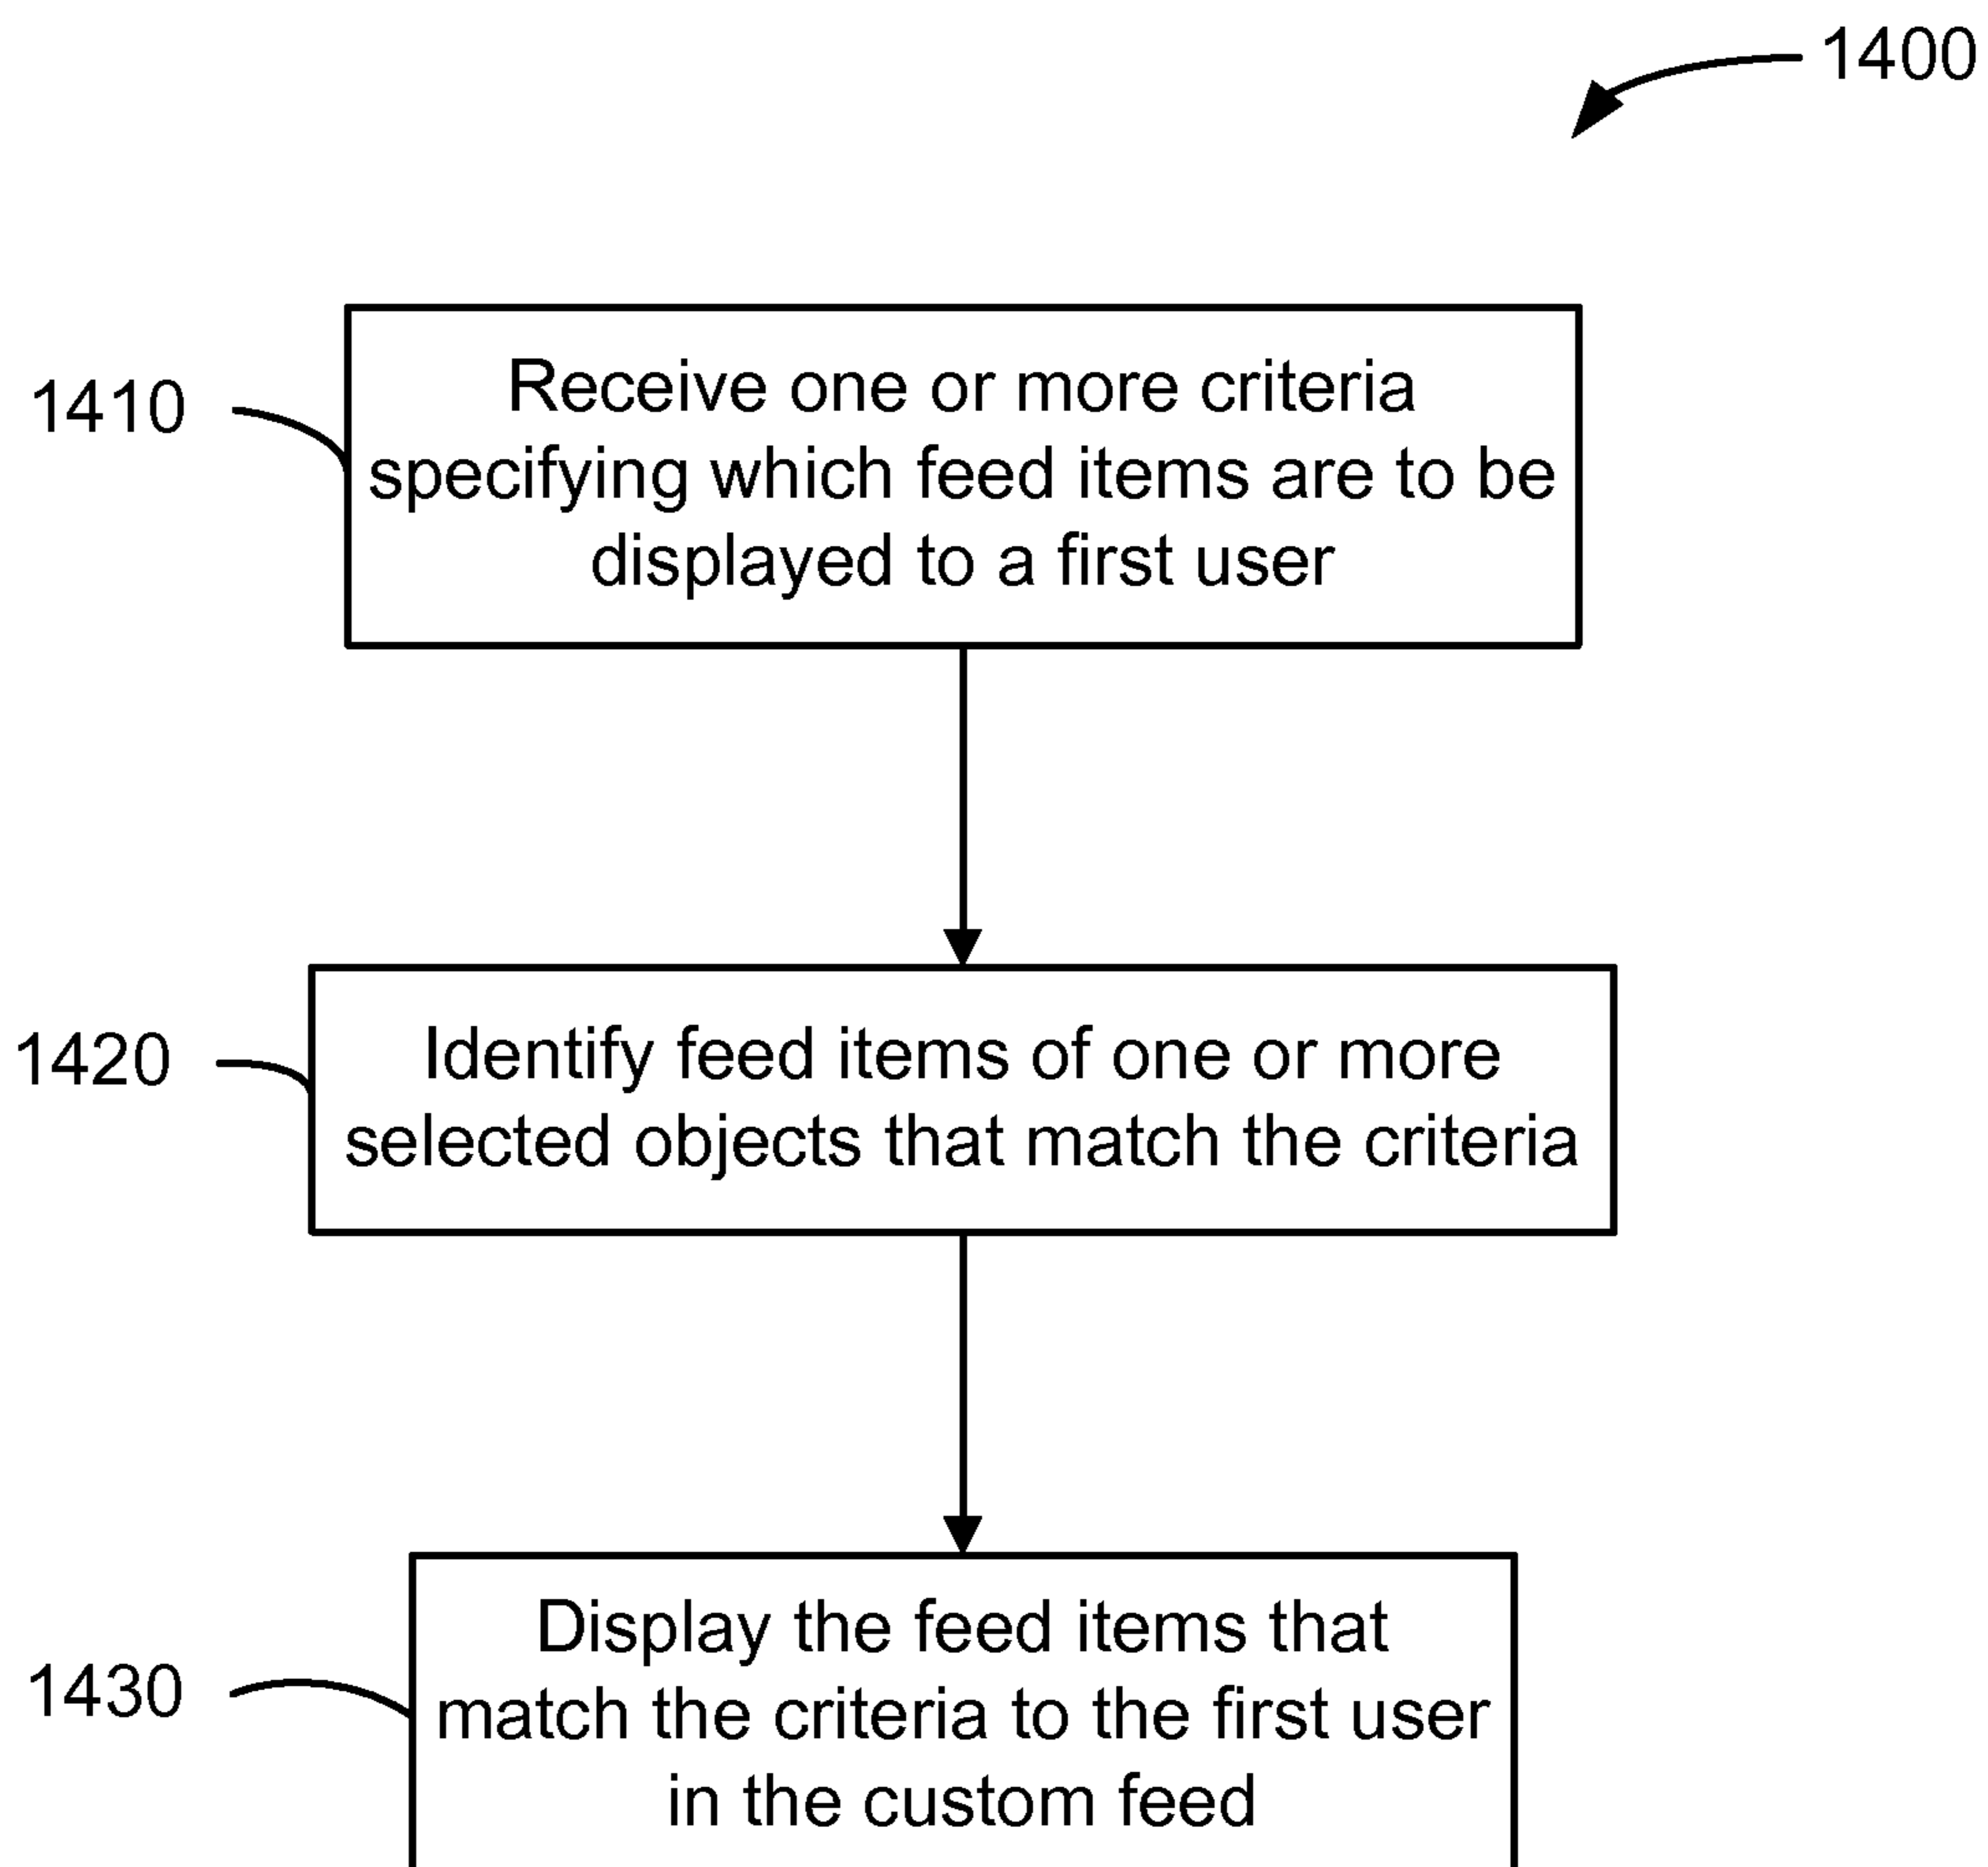 1400
1410
Receive one or more criteria
specifying which feed items are to be
displayed to a first user
1420
Identify feed items of one or more
selected objects that match the criteria
1430
Display the feed items that
match the criteria to the first user
in the custom feed